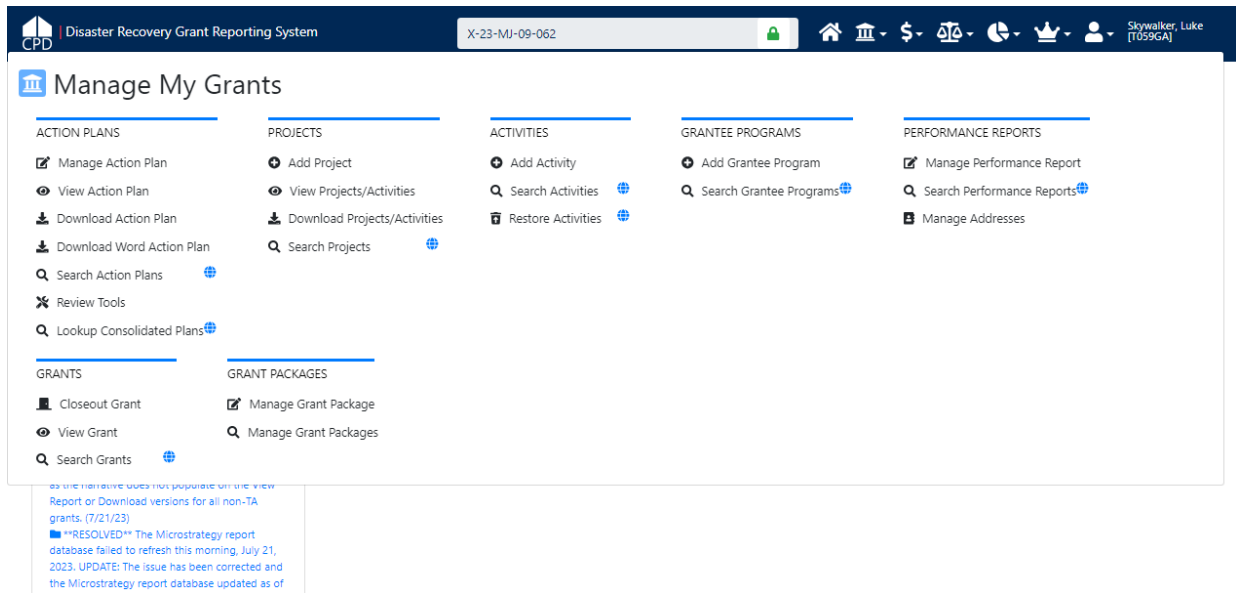 CPD
| Disaster Recovery Grant Reporting System
X-23-MJ-09-062
$
Skywalker, Luke
[T059GA]
Manage My Grants
ACTION PLANS
Manage Action Plan
View Action Plan
Download Action Plan
Download Word Action Plan
Search Action Plans
Review Tools
Lookup Consolidated Plans
PROJECTS
Add Project
View Projects/Activities
Download Projects/Activities
Search Projects
ACTIVITIES
Add Activity
Search Activities
Restore Activities
GRANTEE PROGRAMS
Add Grantee Program
Search Grantee Programs
PERFORMANCE REPORTS
Manage Performance Report
Search Performance Reports
Manage Addresses
GRANTS
Closeout Grant
View Grant
Search Grants
GRANT PACKAGES
Manage Grant Package
Manage Grant Packages
as the narrative does not populate on the View
Report or Download versions for all non-TA
grants. (7/21/23)
**RESOLVED** The Microstrategy report
database failed to refresh this morning, July 21,
2023. UPDATE: The issue has been corrected and
the Microstrategy report database updated as of